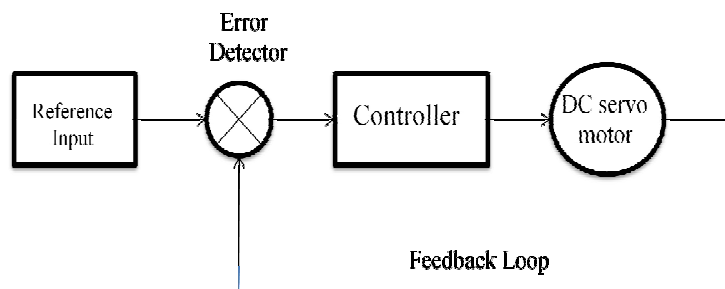 Error
Detector
Reference
Input
Controller
DC servo
motor
Feedback Loop